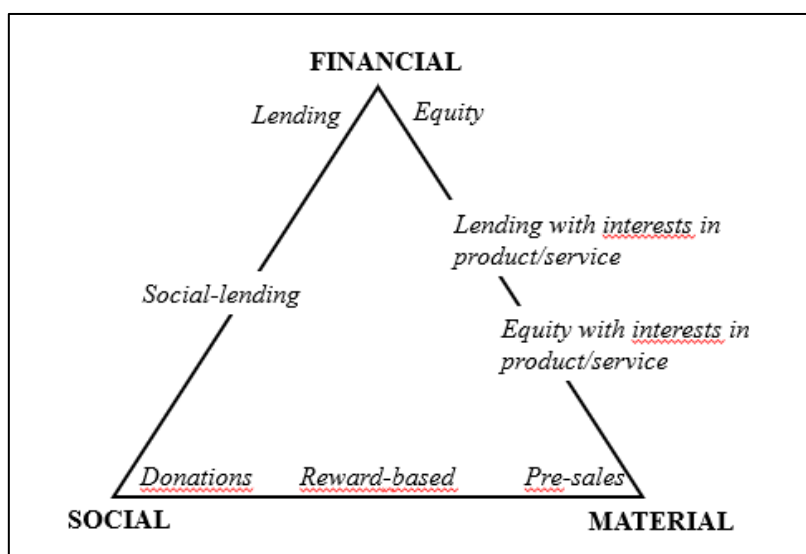 FINANCIAL
Lending
Equity
Lending with interests in
product/service
Social-lending
Equity with interests in
product/service
Donations
Reward-based
Pre-sales
SOCIAL
MATERIAL